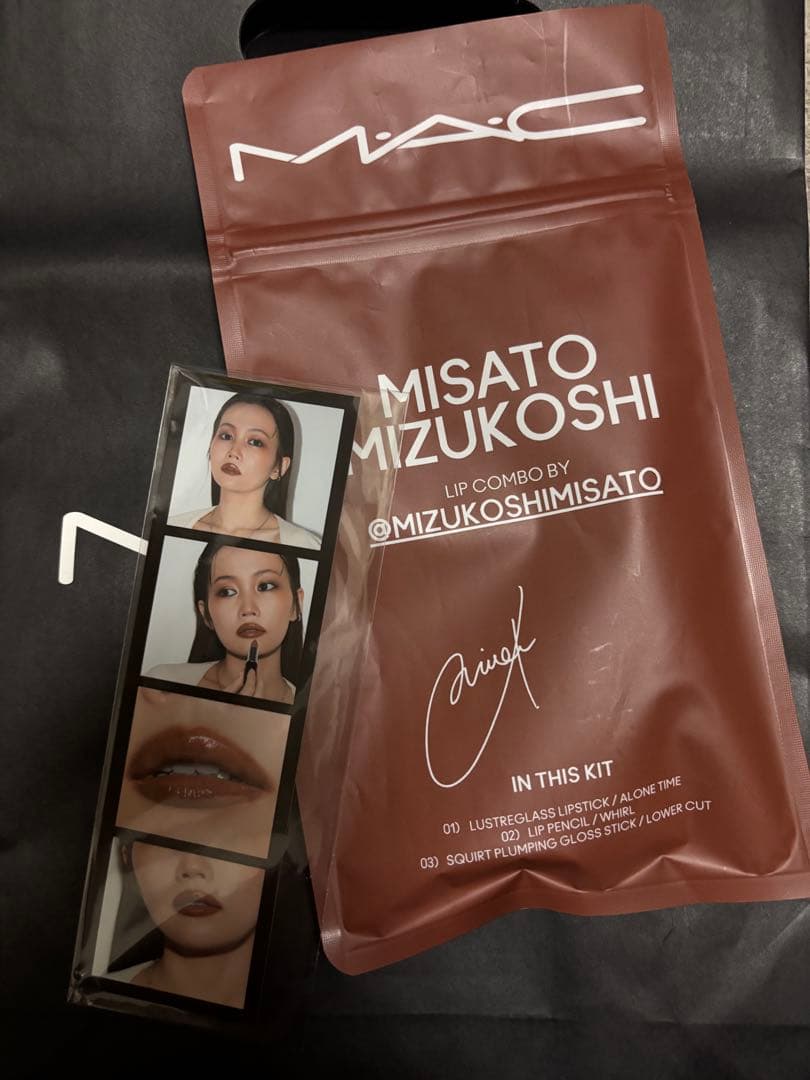 M·A·C
MISATO
MIZUKOSHI
LIP COMBO BY
@MIZUKOSHIMISATO
IN THIS KIT
01) LUSTREGLASS LIPSTICK / ALONE TIME
02) LIP PENCIL / WHIRL
03) SQUIRT PLUMPING GLOSS STICK / LOWER CUT